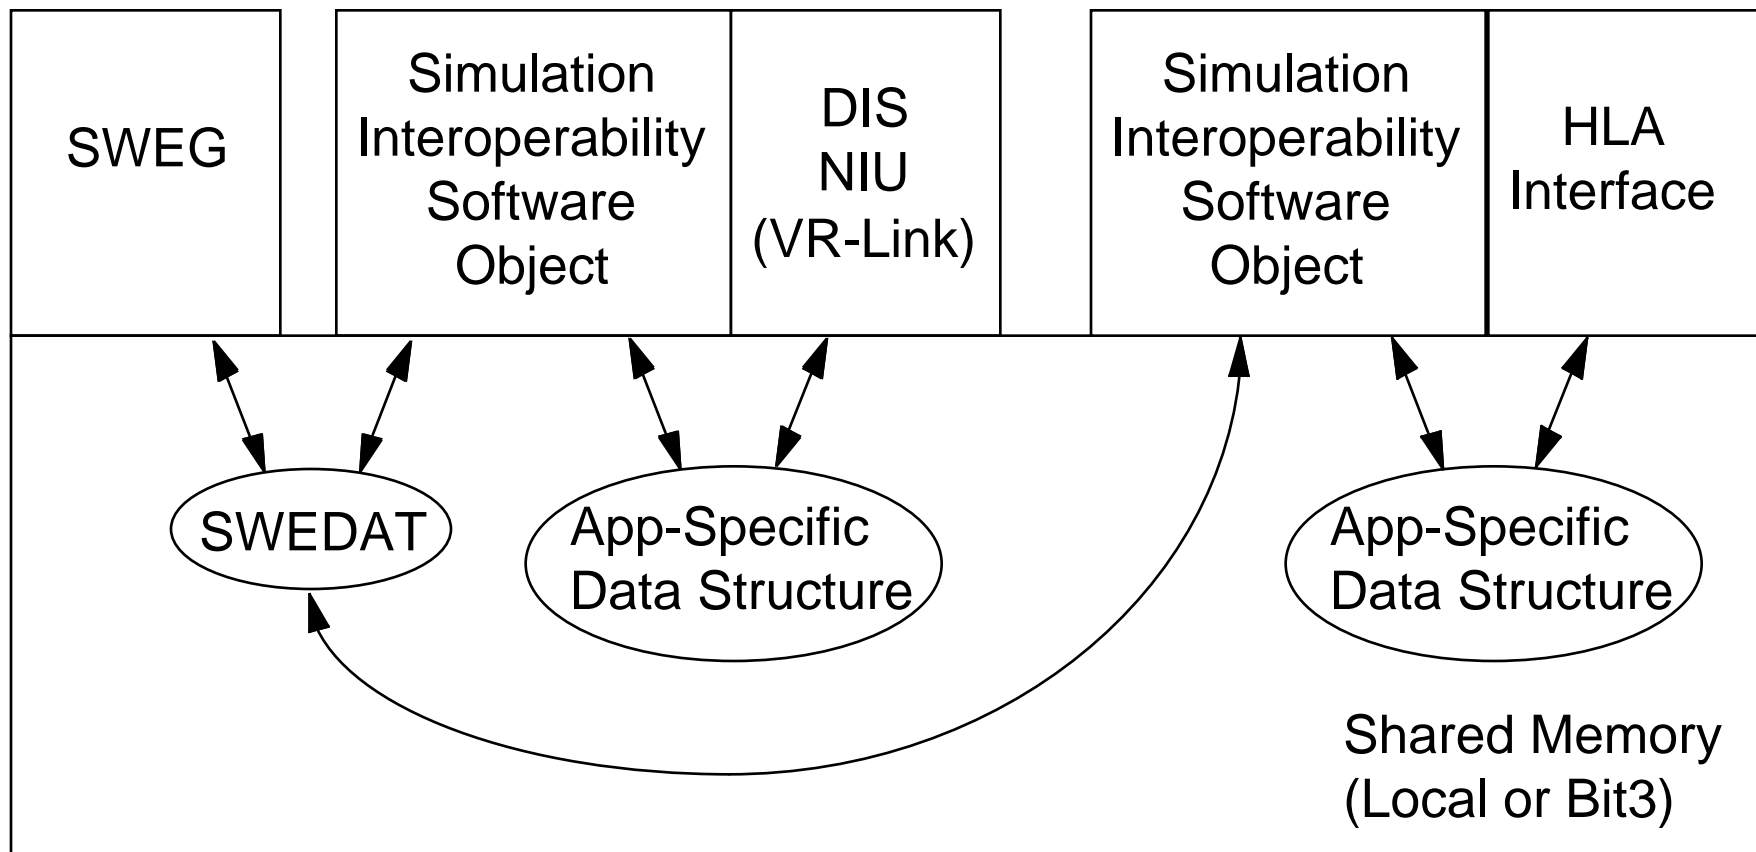 SWEG
Simulation
Interoperability
Software
Object
DIS
NIU
(VR-Link)
Simulation
Interoperability
Software
Object
HLA
Interface
SWEDAT
App-Specific
Data Structure
App-Specific
Data Structure
Shared Memory
(Local or Bit3)